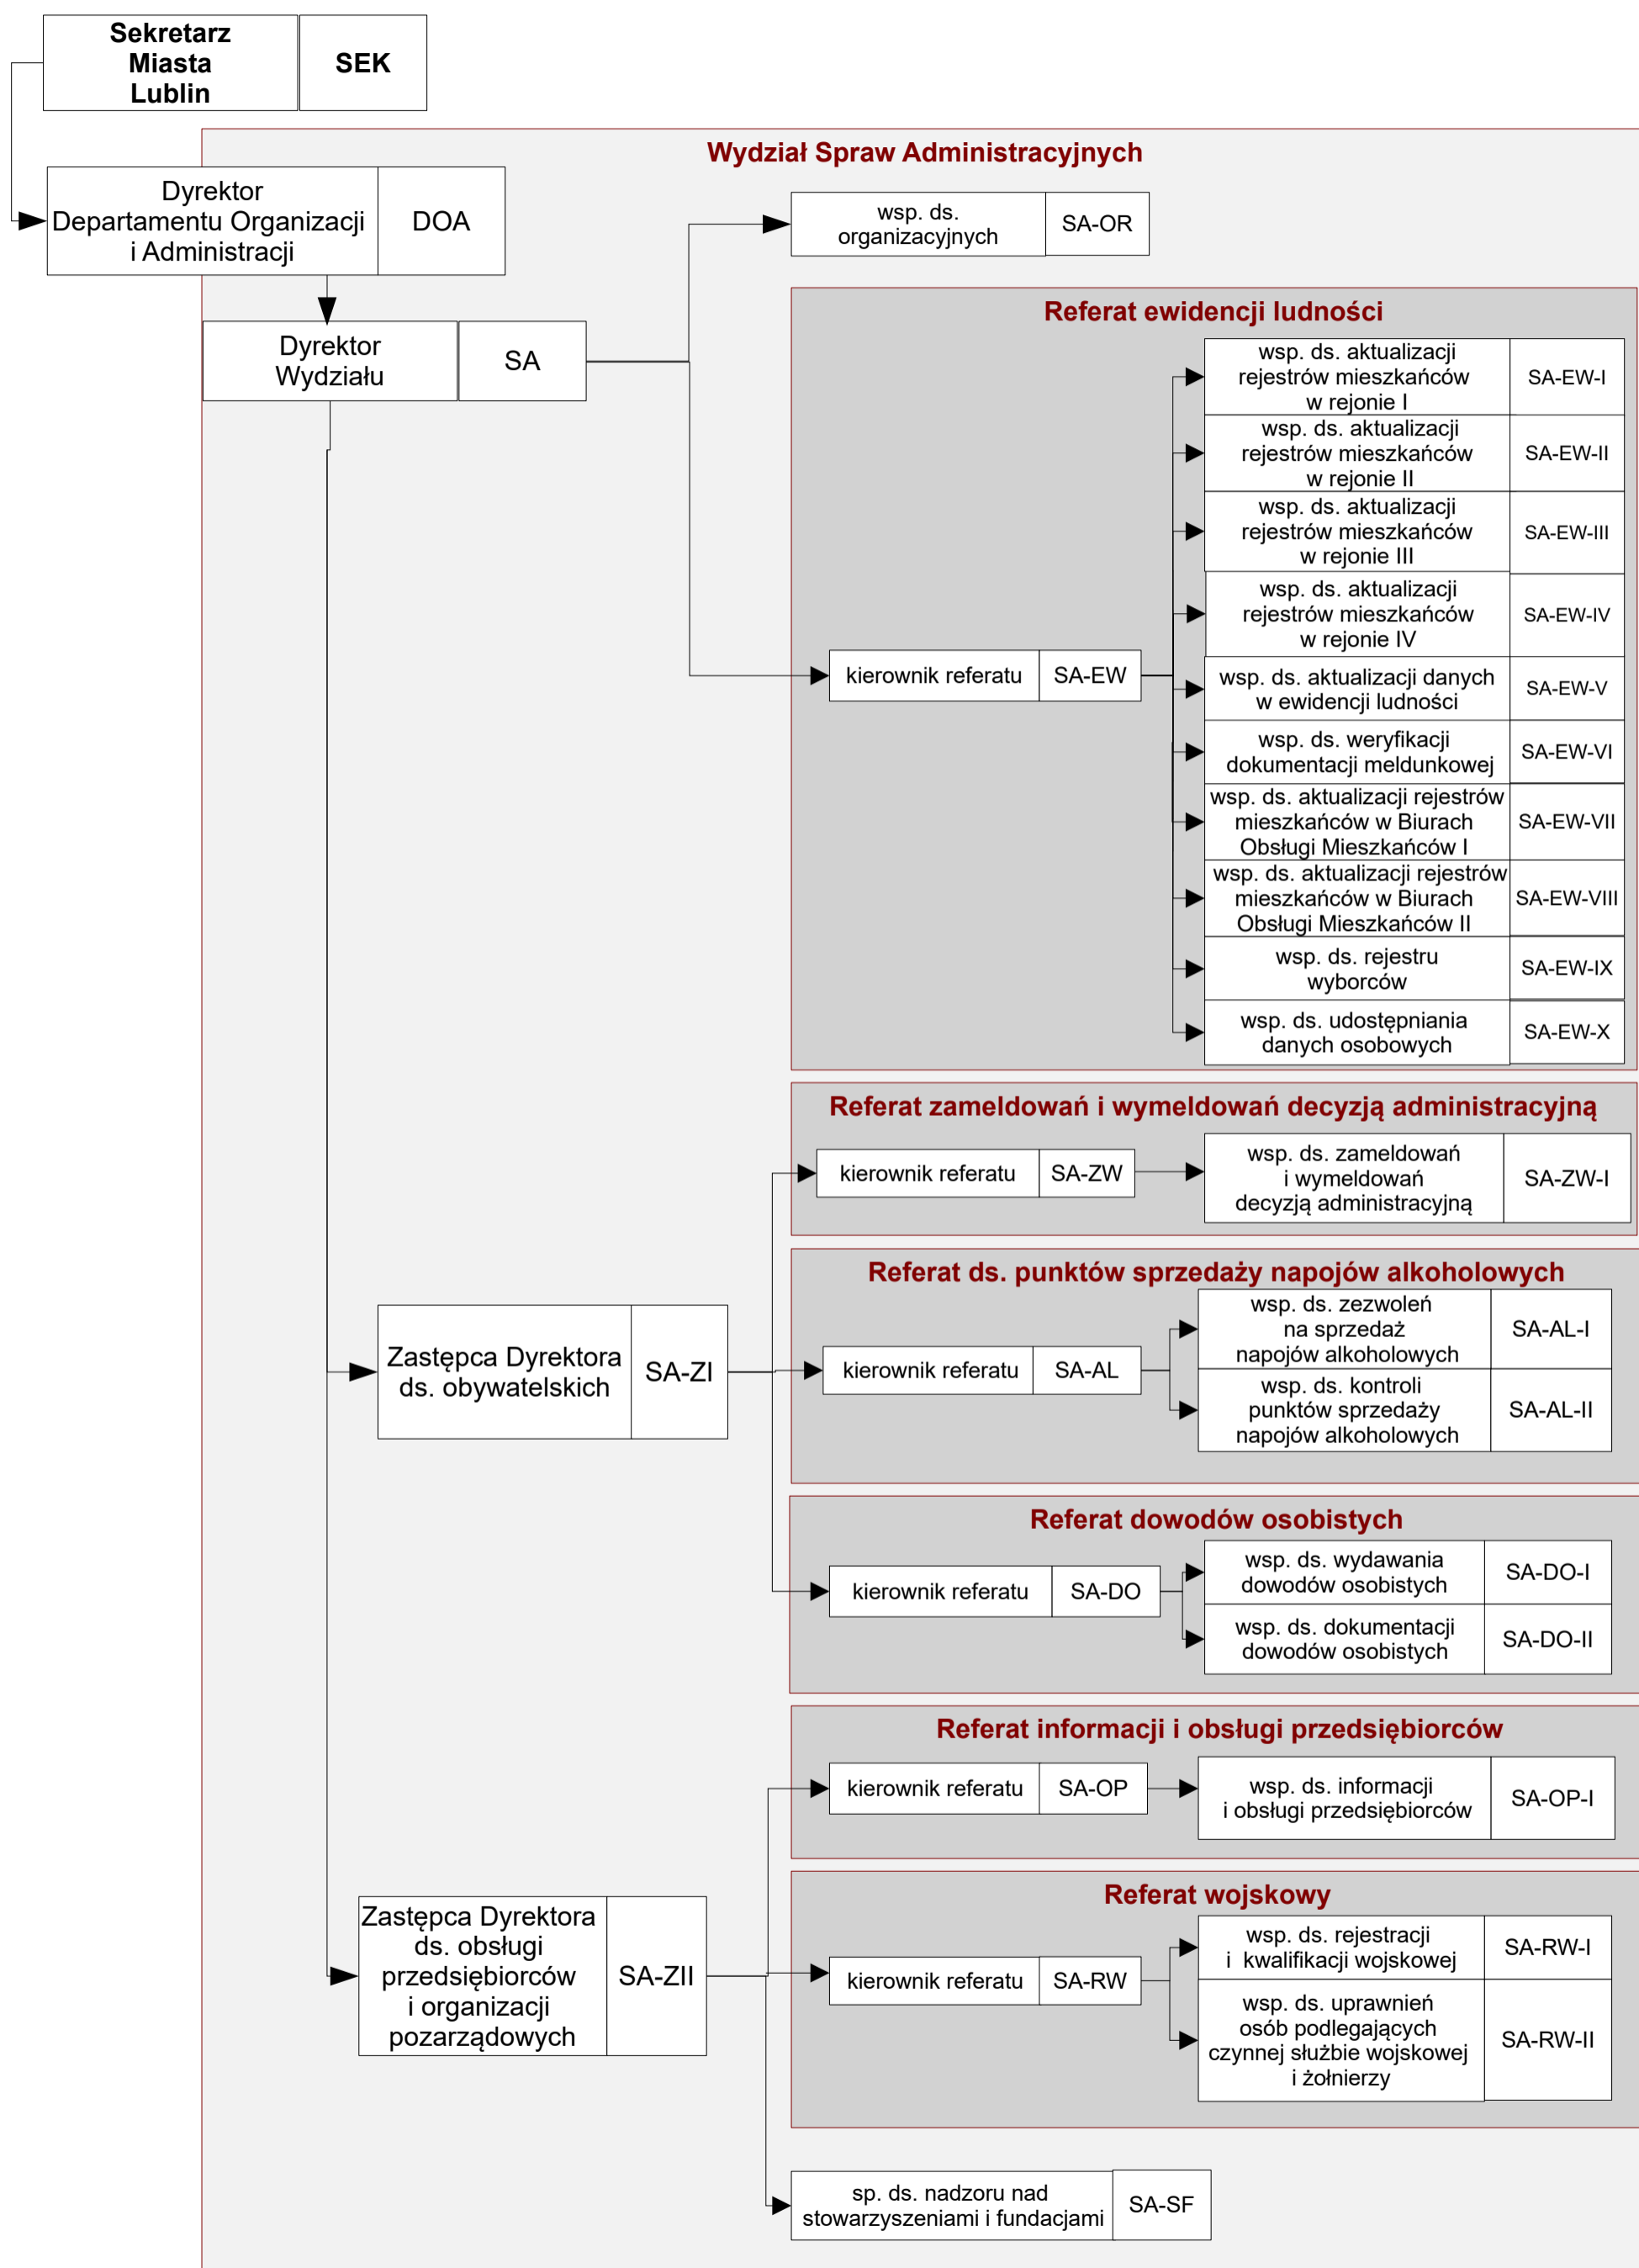 Sekretarz
Miasta
Lublin
SEK
Wydział Spraw Administracyjnych
Dyrektor
Departamentu Organizacji
i Administracji
DOA
wsp. ds.
organizacyjnych
SA-OR
Dyrektor
Wydziału
SA
Referat ewidencji ludności
wsp. ds. aktualizacji
rejestrów mieszkańców
w rejonie I
SA-EW-I
wsp. ds. aktualizacji
rejestrów mieszkańców
w rejonie II
SA-EW-II
wsp. ds. aktualizacji
rejestrów mieszkańców
w rejonie III
SA-EW-III
wsp. ds. aktualizacji
rejestrów mieszkańców
w rejonie IV
SA-EW-IV
kierownik referatu
SA-EW
wsp. ds. aktualizacji danych
w ewidencji ludności
SA-EW-V
wsp. ds. weryfikacji
dokumentacji meldunkowej
SA-EW-VI
wsp. ds. aktualizacji rejestrów
mieszkańców w Biurach
Obsługi Mieszkańców I
SA-EW-VII
wsp. ds. aktualizacji rejestrów
mieszkańców w Biurach
Obsługi Mieszkańców II
SA-EW-VIII
wsp. ds. rejestru
wyborców
SA-EW-IX
wsp. ds. udostępniania
danych osobowych
SA-EW-X
Referat zameldowań i wymeldowań decyzją administracyjną
kierownik referatu
SA-ZW
wsp. ds. zameldowań
i wymeldowań
decyzją administracyjną
SA-ZW-I
Zastępca Dyrektora
ds. obywatelskich
SA-ZI
Referat ds. punktów sprzedaży napojów alkoholowych
kierownik referatu
SA-AL
wsp. ds. zezwoleń
na sprzedaż
napojów alkoholowych
SA-AL-I
wsp. ds. kontroli
punktów sprzedaży
napojów alkoholowych
SA-AL-II
Referat dowodów osobistych
kierownik referatu
SA-DO
wsp. ds. wydawania
dowodów osobistych
SA-DO-I
wsp. ds. dokumentacji
dowodów osobistych
SA-DO-II
Referat informacji i obsługi przedsiębiorców
kierownik referatu
SA-OP
wsp. ds. informacji
i obsługi przedsiębiorców
SA-OP-I
Zastępca Dyrektora
ds. obsługi
przedsiębiorców
i organizacji
pozarządowych
SA-ZII
Referat wojskowy
kierownik referatu
SA-RW
wsp. ds. rejestracji
i kwalifikacji wojskowej
SA-RW-I
wsp. ds. uprawnień
osób podlegających
czynnej służbie wojskowej
i żołnierzy
SA-RW-II
sp. ds. nadzoru nad
stowarzyszeniami i fundacjami
SA-SF